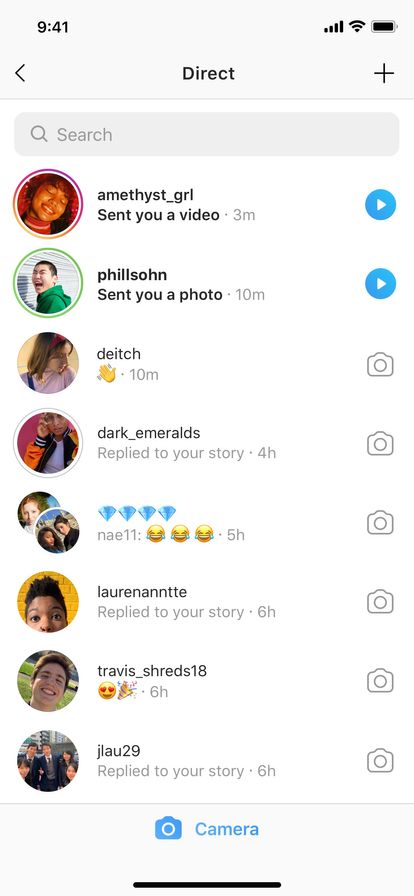 9:41
Direct
Search
amethyst_grl
Sent you a video · 3m
phillsohn
Sent you a photo · 10m
deitch
👋 · 10m
dark_emeralds
Replied to your story · 4h
💎💎💎💎
nae11: 😂 😂 😂 · 5h
laurenanntte
Replied to your story · 6h
travis_shreds18
😍🎉 · 6h
jlau29
Replied to your story · 6h
Camera